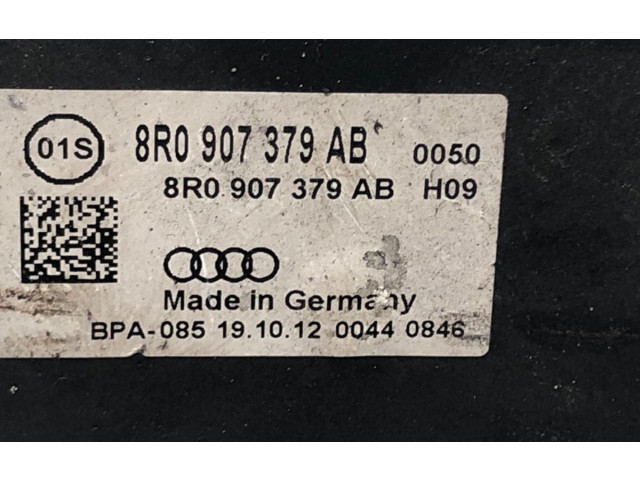 01S
8R0 907 379 AB 0050
8R0 907 379 AB H09
Made in Germany
BPA-085 19.10.12 0044 0846